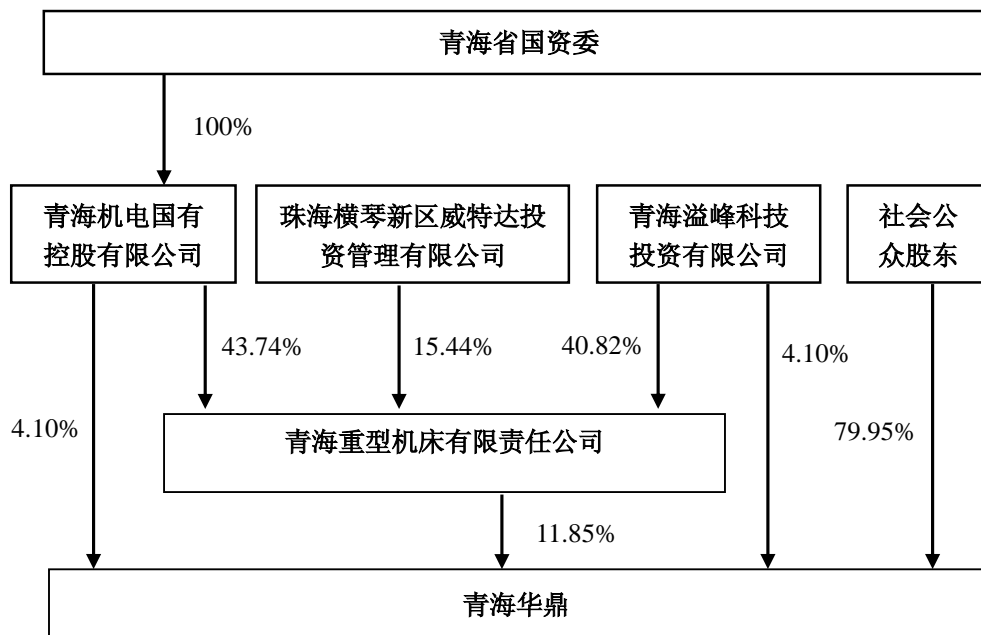 青海省国资委
100%
青海机电国有
控股有限公司
珠海横琴新区威特达投
资管理有限公司
青海溢峰科技
投资有限公司
社会公
众股东
43.74%
15.44%
40.82%
4.10%
4.10%
79.95%
青海重型机床有限责任公司
11.85%
青海华鼎